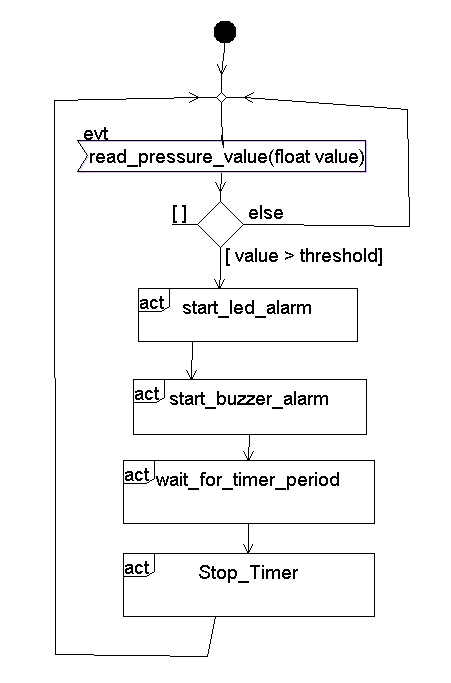 evt
read_pressure_value(float value)
[ ] else
[ value > threshold]
act start_led_alarm
act start_buzzer_alarm
act wait_for_timer_period
act Stop_Timer